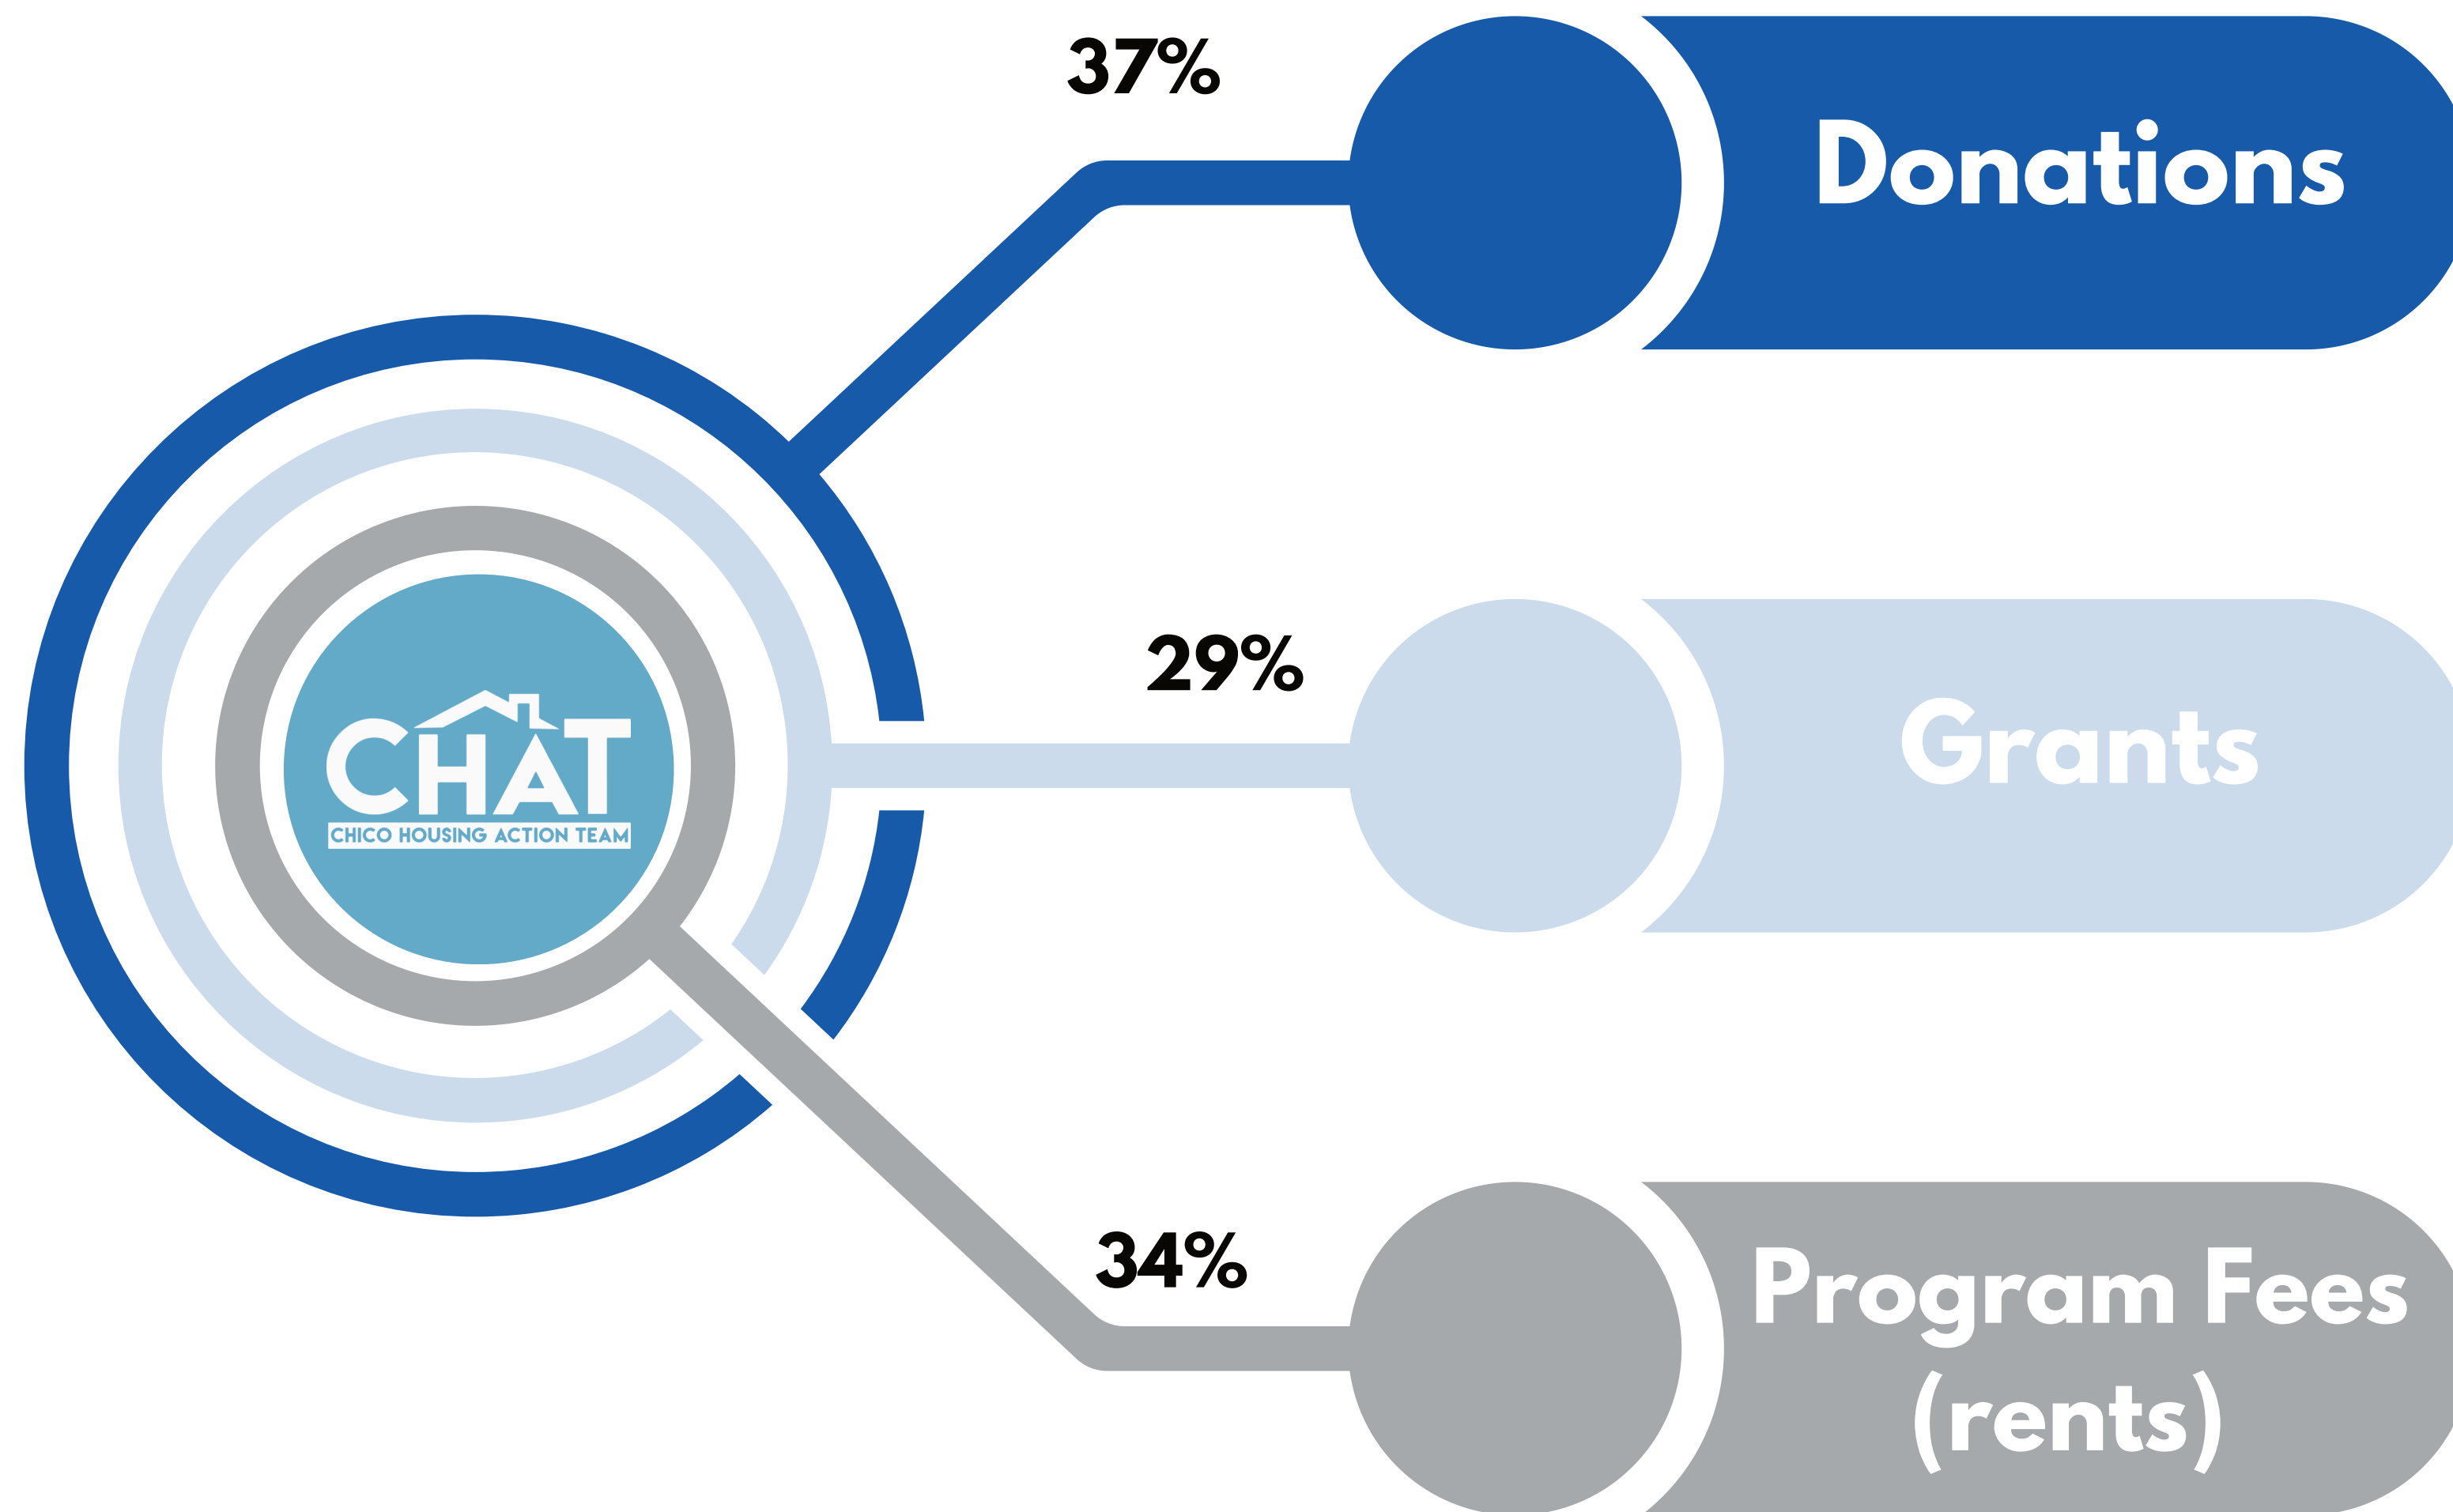 37%
Donations
29%
Grants
CHAT
CHICO HOUSING ACTION TEAM
34%
Program Fees
(rents)